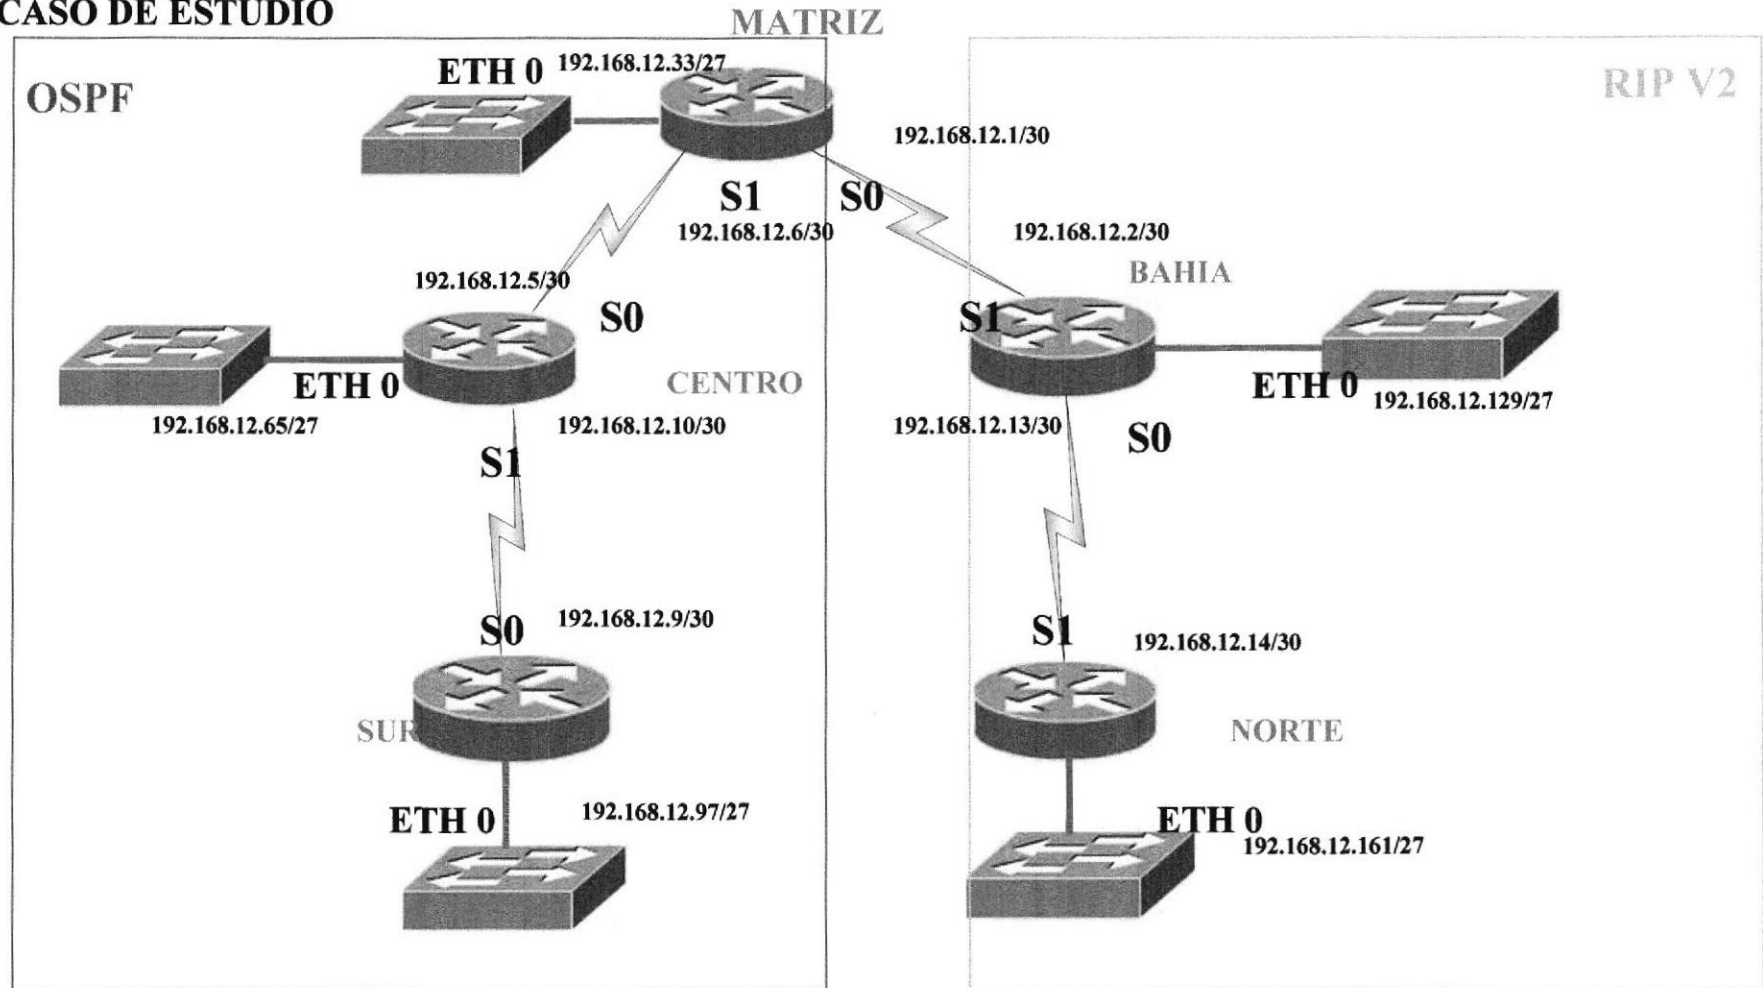 CASO DE ESTUDIO
MATRIZ
OSPF
ETH 0
192.168.12.33/27
RIP V2
192.168.12.1/30
S1
S0
192.168.12.6/30
192.168.12.2/30
BAHIA
192.168.12.5/30
S0
S1
ETH 0
CENTRO
ETH 0
192.168.12.129/27
192.168.12.65/27
192.168.12.10/30
192.168.12.13/30
S0
S1
S0
192.168.12.9/30
S1
192.168.12.14/30
SUR
NORTE
ETH 0
192.168.12.97/27
ETH 0
192.168.12.161/27